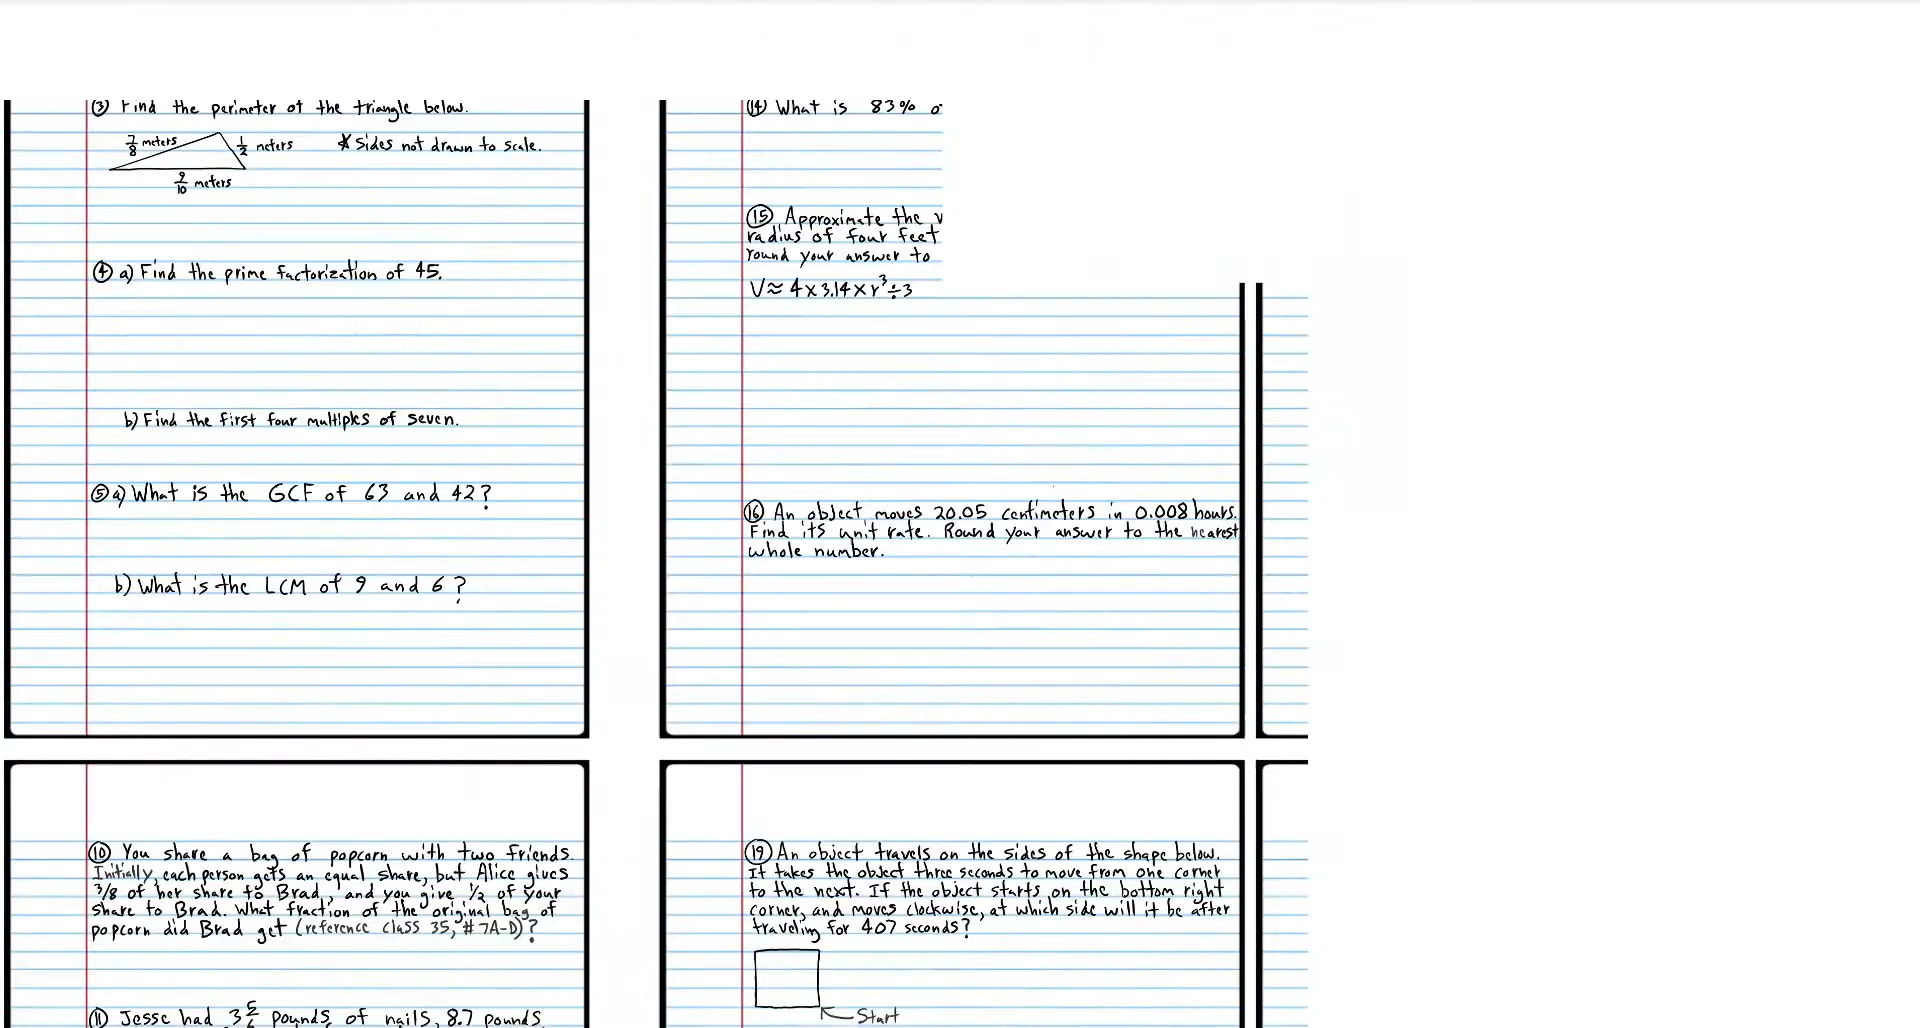 ③ Find the perimeter of the triangle below.
7/8 meters
1/2 meters
* Sides not drawn to scale.
9/10 meters
④ a) Find the prime factorization of 45.
b) Find the first four multiples of seven.
⑤ a) What is the GCF of 63 and 42?
b) What is the LCM of 9 and 6?
⑭ What is 83%
⑮ Approximate the
radius of four feet
round your answer to
V≈ 4x3.14xr³÷3
⑯ An object moves 20.05 centimeters in 0.008 hours.
Find its unit rate. Round your answer to the nearest
whole number.
⑩ You share a bag of popcorn with two friends.
Initially, each person gets an equal share, but Alice gives
3/8 of her share to Brad, and you give 1/2 of your
share to Brad. What fraction of the original bag of
popcorn did Brad get (reference class 35, #7A-D)?
⑪ Jesse had 3 pounds of nails, 8.7 pounds
⑲ An object travels on the sides of the shape below.
It takes the object three seconds to move from one corner
to the next. If the object starts on the bottom right
corner, and moves clockwise, at which side will it be after
traveling for 407 seconds?
Start